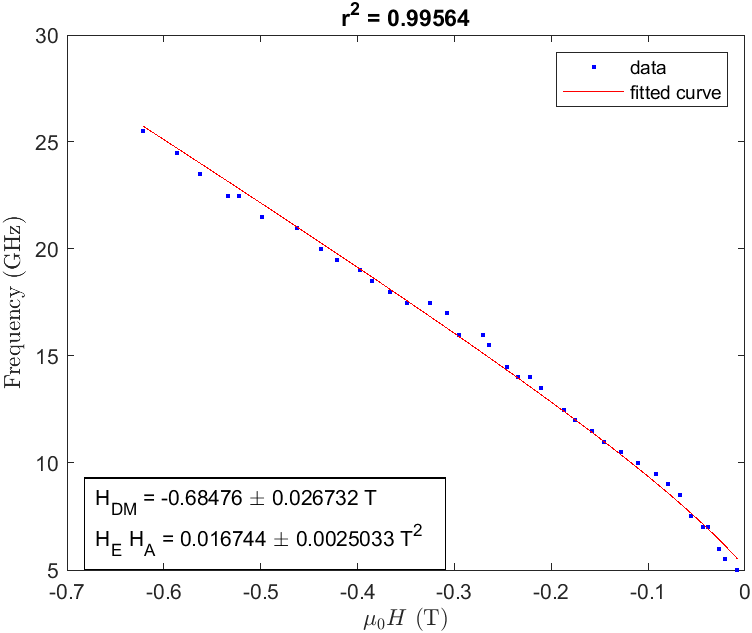 r² = 0.99564
30
25
20
15
10
5
Frequency (GHz)
data
fitted curve
H_DM = -0.68476 ± 0.026732 T
H_E H_A = 0.016744 ± 0.0025033 T²
-0.7 -0.6 -0.5 -0.4 -0.3 -0.2 -0.1 0
μ₀H (T)